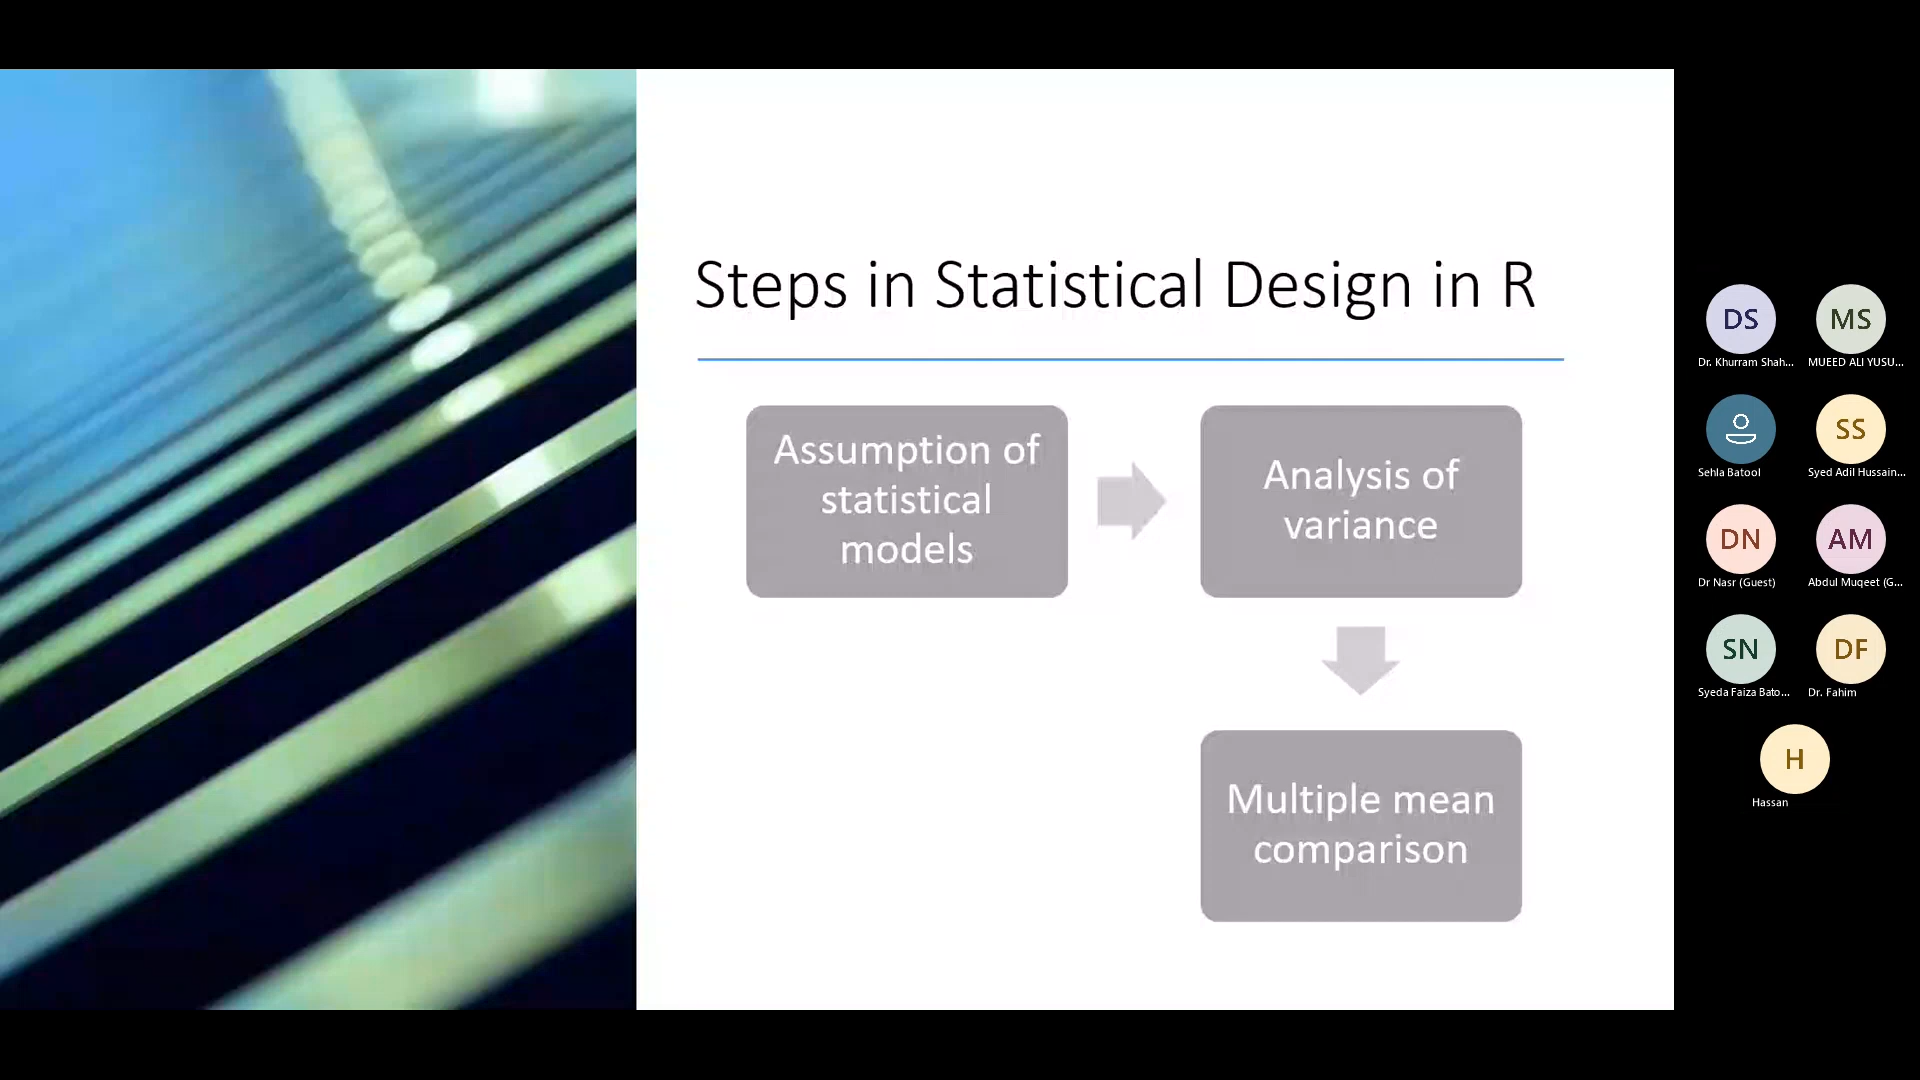 Steps in Statistical Design in R
Assumption of
statistical
models
Analysis of
variance
Multiple mean
comparison
DS
Dr. Khurram Shah...
MS
MUEED ALI YUSU...
Sehla Batool
SS
Syed Adil Hussain...
DN
Dr Nasr (Guest)
AM
Abdul Muqeet (G...
SN
Syeda Faiza Bato...
DF
Dr. Fahim
H
Hassan